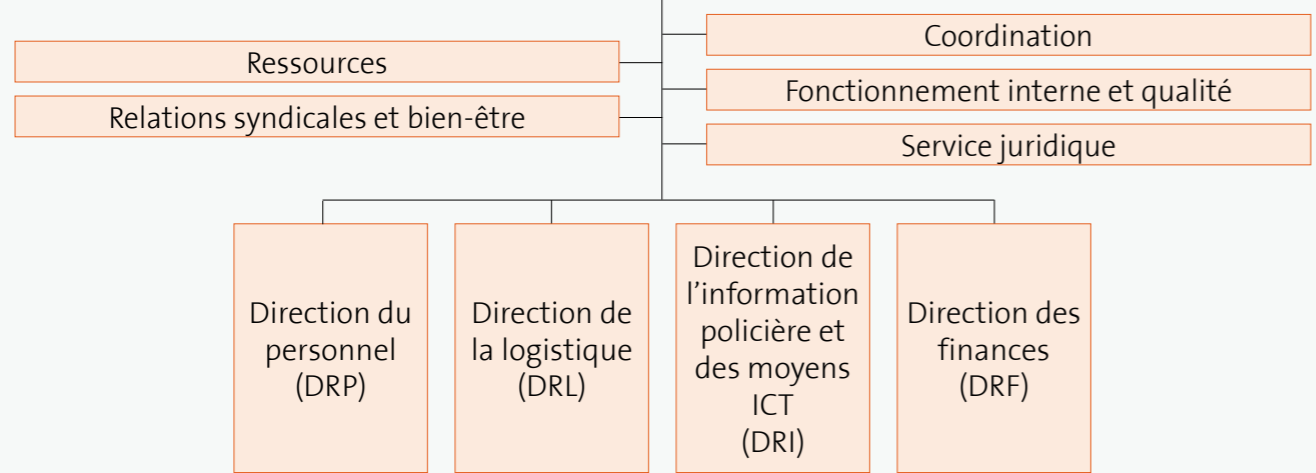 Ressources
Relations syndicales et bien-être
Coordination
Fonctionnement interne et qualité
Service juridique
Direction du
personnel
(DRP)
Direction de
la logistique
(DRL)
Direction de
l'information
policière et
des moyens
ICT
(DRI)
Direction des
finances
(DRF)